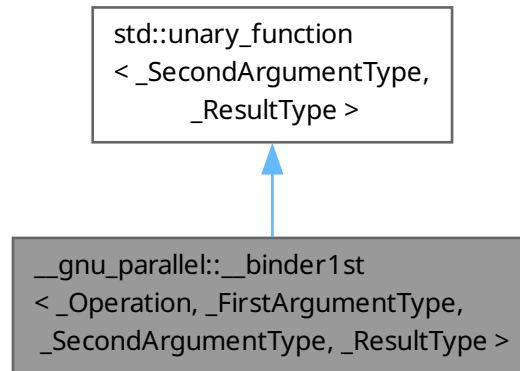 std::unary_function
< _SecondArgumentType,
_ResultType >
__gnu_parallel::__binder1st
< _Operation, _FirstArgumentType,
_SecondArgumentType, _ResultType >